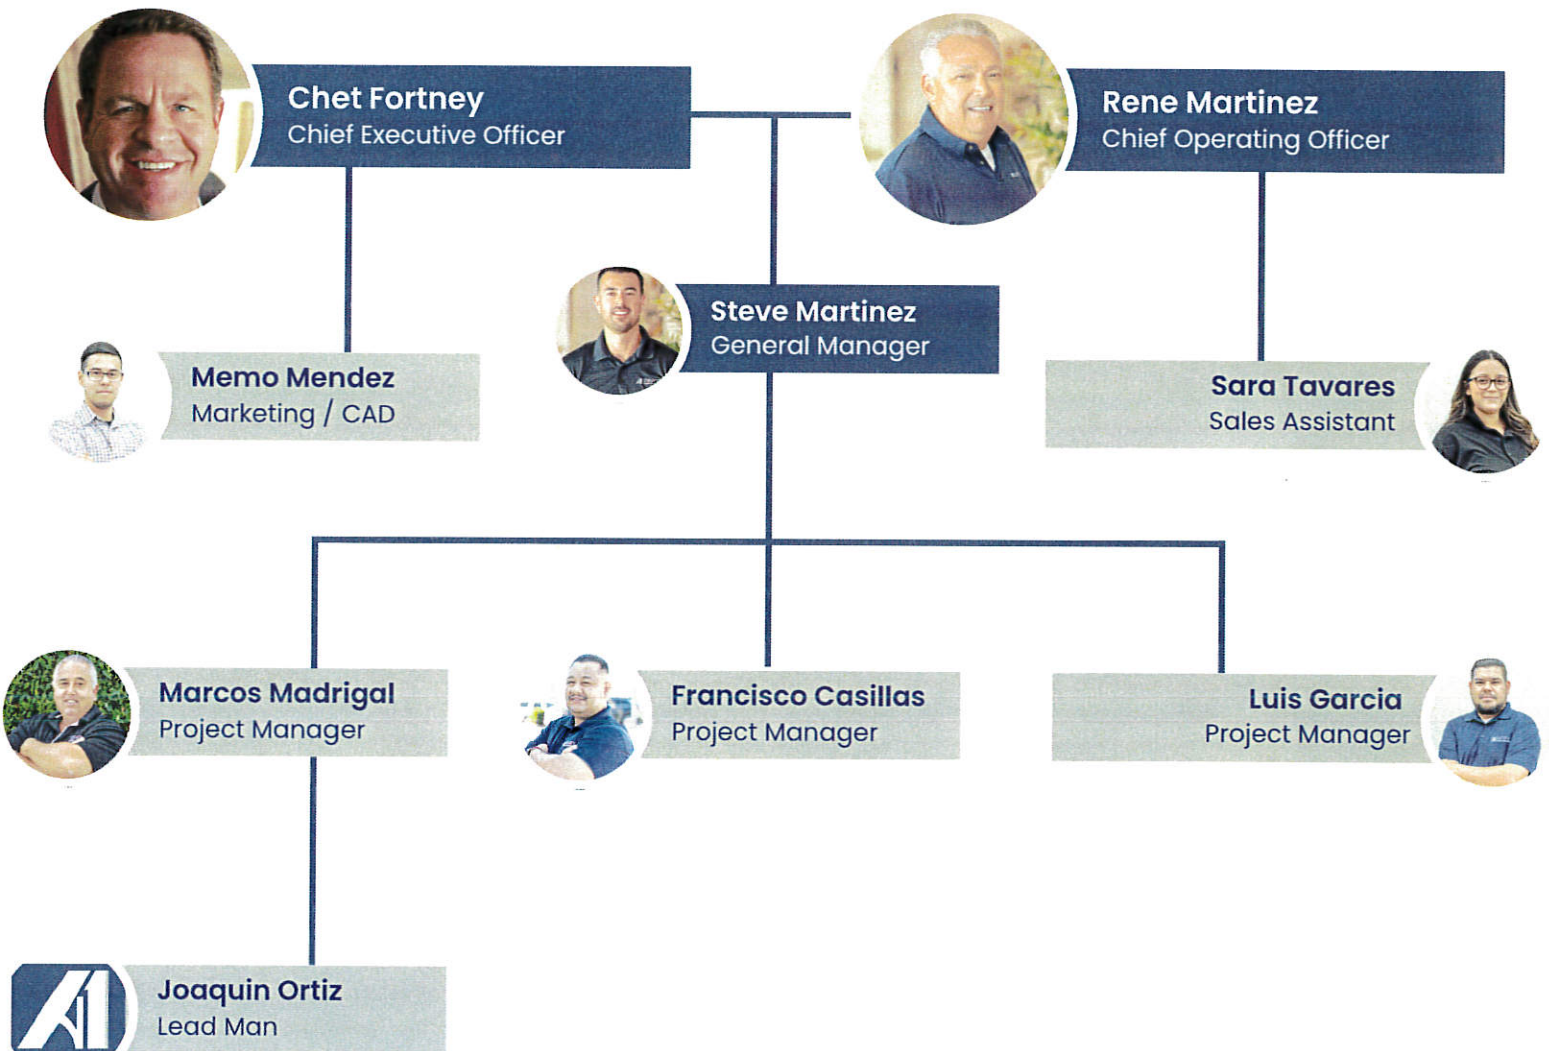 Chet Fortney
Chief Executive Officer
Rene Martinez
Chief Operating Officer
Steve Martinez
General Manager
Memo Mendez
Marketing / CAD
Sara Tavares
Sales Assistant
Marcos Madrigal
Project Manager
Francisco Casillas
Project Manager
Luis Garcia
Project Manager
A1
Joaquin Ortiz
Lead Man